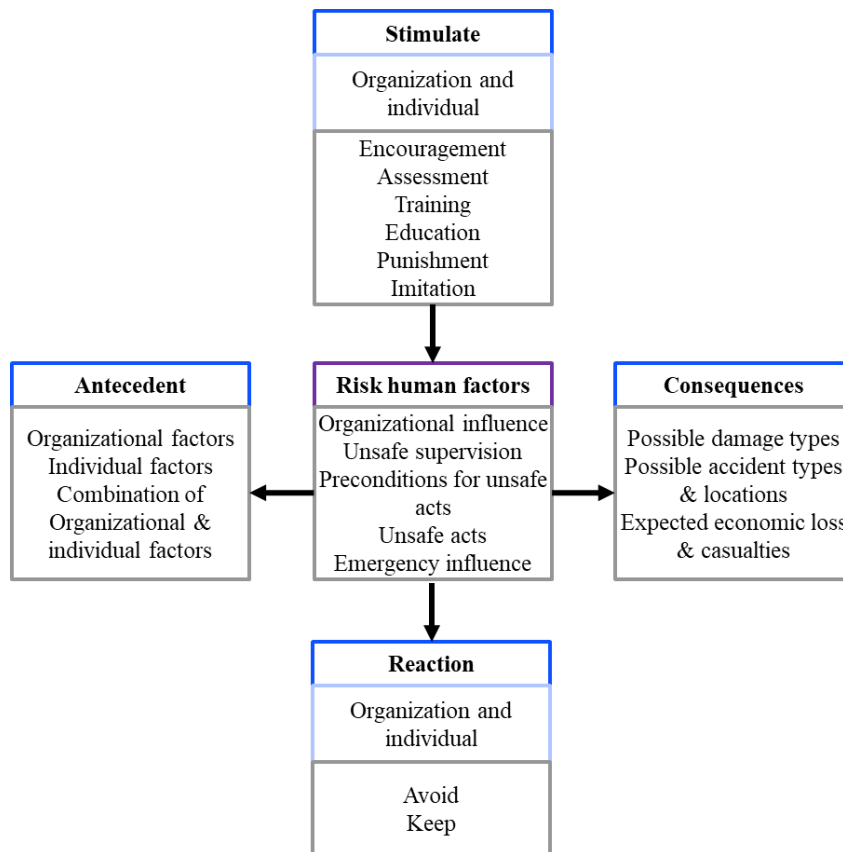 Stimulate
Organization and
individual
Encouragement
Assessment
Training
Education
Punishment
Imitation
Antecedent
Organizational factors
Individual factors
Combination of
Organizational &
individual factors
Risk human factors
Organizational influence
Unsafe supervision
Preconditions for unsafe
acts
Unsafe acts
Emergency influence
Consequences
Possible damage types
Possible accident types
& locations
Expected economic loss
& casualties
Reaction
Organization and
individual
Avoid
Keep